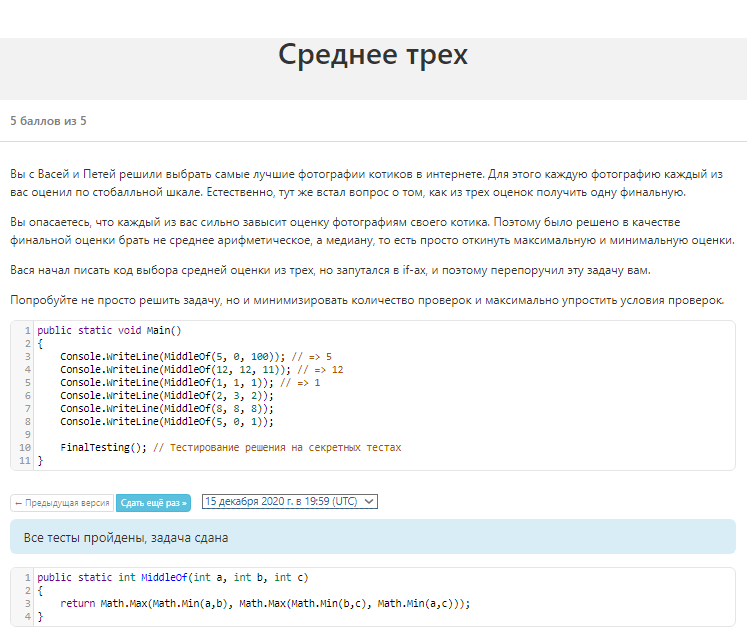 Среднее трех
5 баллов из 5
Вы с Васей и Петей решили выбрать самые лучшие фотографии котиков в интернете. Для этого каждую фотографию каждый из
вас оценил по стобалльной шкале. Естественно, тут же встал вопрос о том, как из трех оценок получить одну финальную.
Вы опасаетесь, что каждый из вас сильно завысит оценку фотографиям своего котика. Поэтому было решено в качестве
финальной оценки брать не среднее арифметическое, а медиану, то есть просто откинуть максимальную и минимальную оценки.
Вася начал писать код выбора средней оценки из трех, но запутался в if-ах, и поэтому перепоручил эту задачу вам.
Попробуйте не просто решить задачу, но и минимизировать количество проверок и максимально упростить условия проверок.
1 public static void Main()
2 {
3     Console.WriteLine(MiddleOf(5, 0, 100)); // => 5
4     Console.WriteLine(MiddleOf(12, 12, 11)); // => 12
5     Console.WriteLine(MiddleOf(1, 1, 1)); // => 1
6     Console.WriteLine(MiddleOf(2, 3, 2));
7     Console.WriteLine(MiddleOf(8, 8, 8));
8     Console.WriteLine(MiddleOf(5, 0, 1));
9
10     FinalTesting(); // Тестирование решения на секретных тестах
11 }
← Предыдущая версия Сдать ещё раз » 15 декабря 2020 г. в 19:59 (UTC)
Все тесты пройдены, задача сдана
1 public static int MiddleOf(int a, int b, int c)
2 {
3     return Math.Max(Math.Min(a,b), Math.Max(Math.Min(b,c), Math.Min(a,c)));
4 }